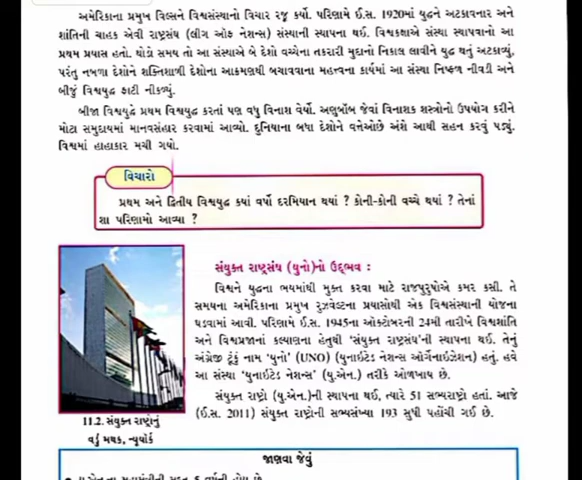 અમેરિકાના પ્રમુખ વિલ્સને વિશ્વસંસ્થાનો વિચાર રજૂ કર્યો. પરિણામે ઈ.સ. 1920માં યુદ્ધને અટકાવનાર અને
શાંતિની ચાહક એવી રાષ્ટ્રસંઘ (લીગ ઓફ નેશન્સ) સંસ્થાની સ્થાપના થઈ. વિશ્વકક્ષાએ સંસ્થા સ્થાપવાનો આ
પ્રથમ પ્રયાસ હતો. થોડો સમય તો આ સંસ્થાએ બે દેશો વચ્ચેના તકરારી મુદ્દાનો નિકાલ લાવીને યુદ્ધ થતું અટકાવ્યું,
પરંતુ નબળા દેશોને શક્તિશાળી દેશોના આક્રમણથી બચાવવાના મહત્ત્વના કાર્યમાં આ સંસ્થા નિષ્ફળ નીવડી અને
બીજું વિશ્વયુદ્ધ ફાટી નીકળ્યું.
બીજા વિશ્વયુદ્ધે પ્રથમ વિશ્વયુદ્ધ કરતાં પણ વધુ વિનાશ વેર્યો. અણુબૉંબ જેવાં વિનાશક શસ્ત્રોનો ઉપયોગ કરીને
મોટા સમુદાયમાં માનવસંહાર કરવામાં આવ્યો. દુનિયાના બધા દેશોને વત્તેઓછે અંશે આથી સહન કરવું પડ્યું.
વિશ્વમાં હાહાકાર મચી ગયો.
વિચારો
પ્રથમ અને દ્વિતીય વિશ્વયુદ્ધ ક્યાં વર્ષો દરમિયાન થયાં ? કોની-કોની વચ્ચે થયાં ? તેનાં
શા પરિણામો આવ્યા ?
સંયુક્ત રાષ્ટ્રસંઘ (યુનો)નો ઉદ્ભવ :
વિશ્વને યુદ્ધના ભયમાંથી મુક્ત કરવા માટે રાજપુરુષોએ કમર કસી. તે
સમયના અમેરિકાના પ્રમુખ રુઝવેલ્ટના પ્રયાસોથી એક વિશ્વસંસ્થાની યોજના
ઘડવામાં આવી. પરિણામે ઈ.સ. 1945ના ઓક્ટોબરની 24મી તારીખે વિશ્વશાંતિ
અને વિશ્વપ્રજાનાં કલ્યાણના હેતુથી ‘સંયુક્ત રાષ્ટ્રસંઘ’ની સ્થાપના થઈ. તેનું
અંગ્રેજી ટૂંકું નામ ‘યુનો’ (UNO) (યુનાઈટેડ નેશન્સ ઓર્ગેનાઇઝેશન) હતું. હવે
આ સંસ્થા ‘યુનાઈટેડ નેશન્સ’ (યુ.એન.) તરીકે ઓળખાય છે.
સંયુક્ત રાષ્ટ્રો (યુ.એન.)ની સ્થાપના થઈ, ત્યારે 51 સભ્યરાષ્ટ્રો હતાં. આજે
(ઈ.સ. 2011) સંયુક્ત રાષ્ટ્રોની સભ્યસંખ્યા 193 સુધી પહોંચી ગઈ છે.
11.2. સંયુક્ત રાષ્ટ્રોનું
વડું મથક, ન્યૂયોર્ક
જાણવા જેવું